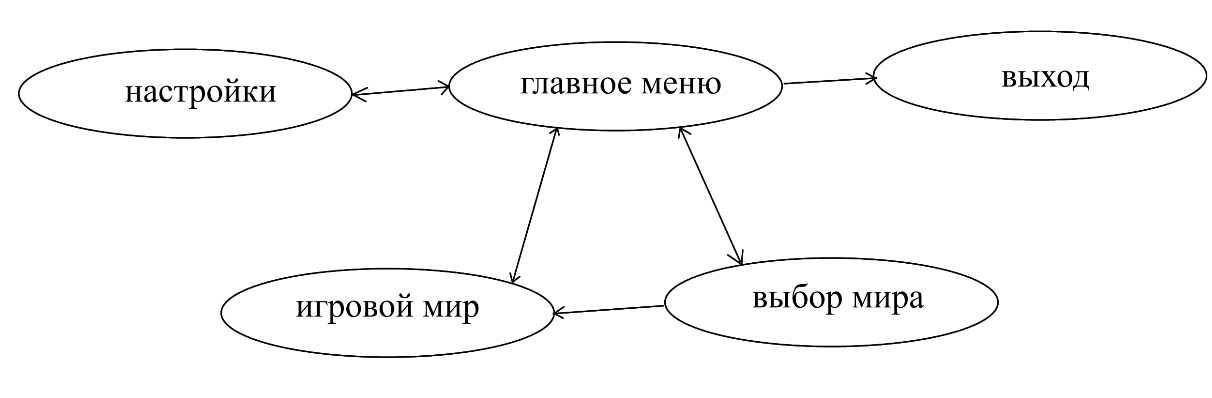 настройки
главное меню
выход
игровой мир
выбор мира